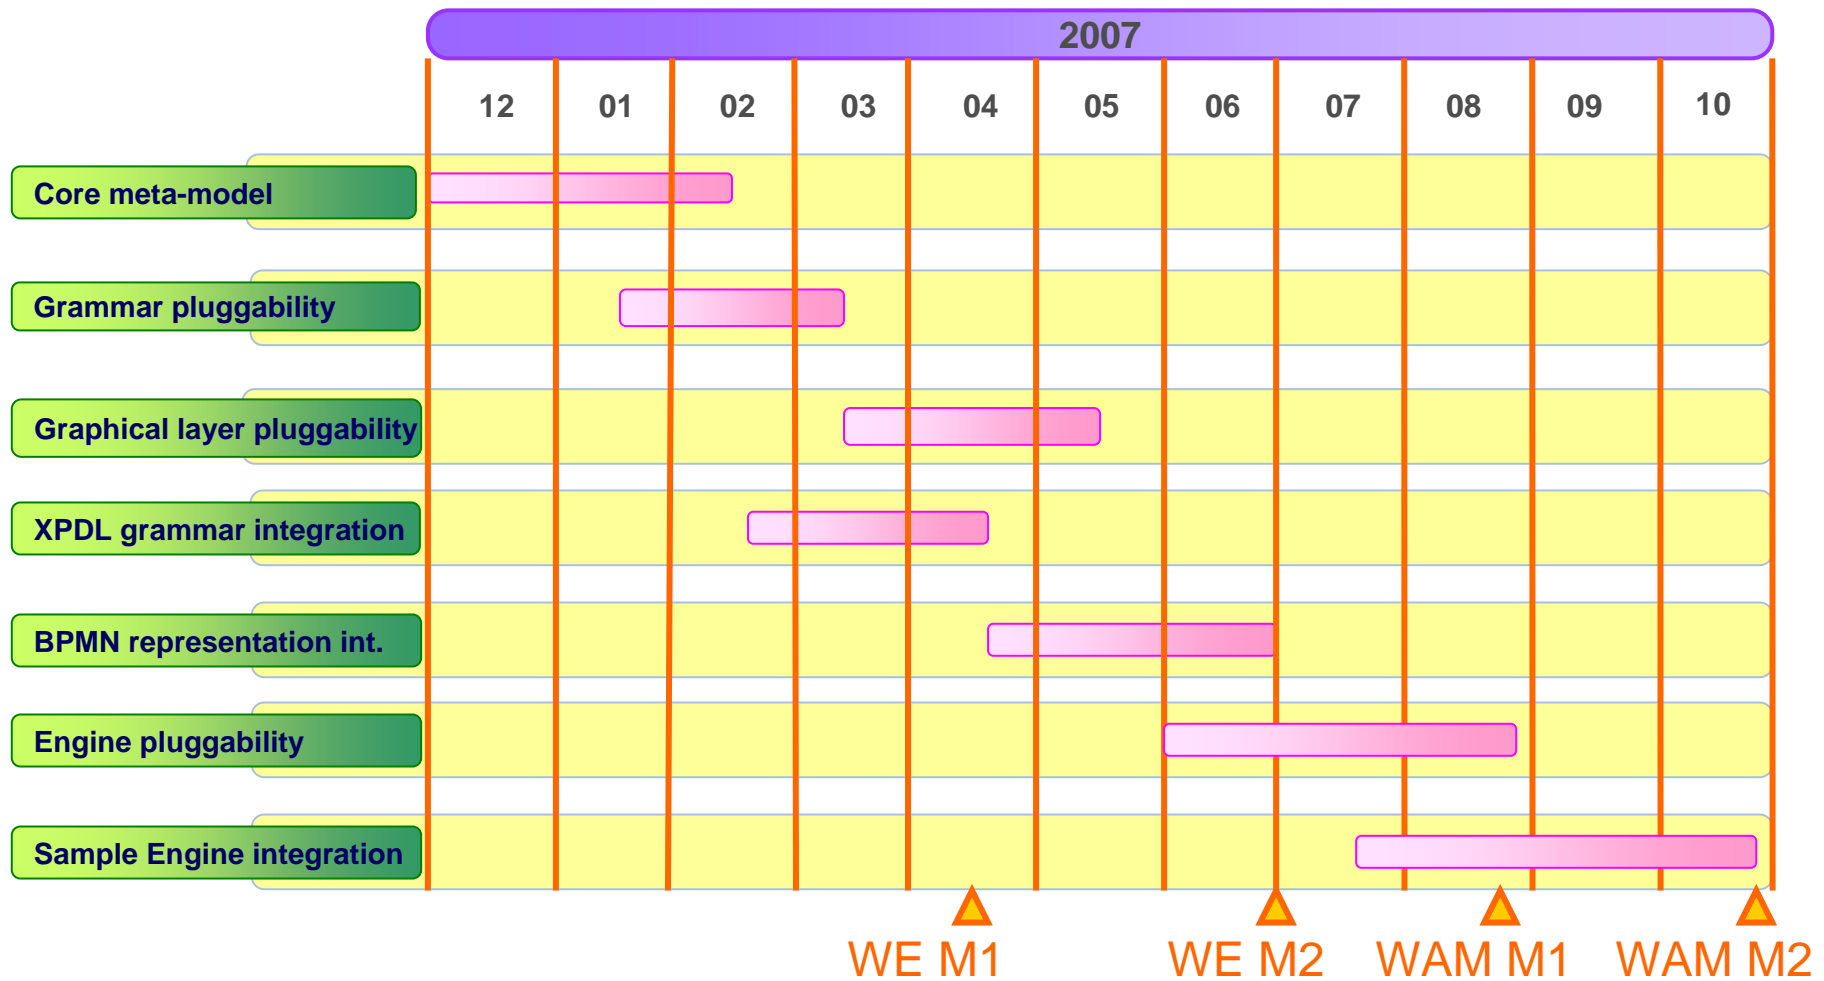 2007
12 01 02 03 04 05 06 07 08 09 10
Core meta-model
Grammar pluggability
Graphical layer pluggability
XPDL grammar integration
BPMN representation int.
Engine pluggability
Sample Engine integration
WE M1 WE M2 WAM M1 WAM M2